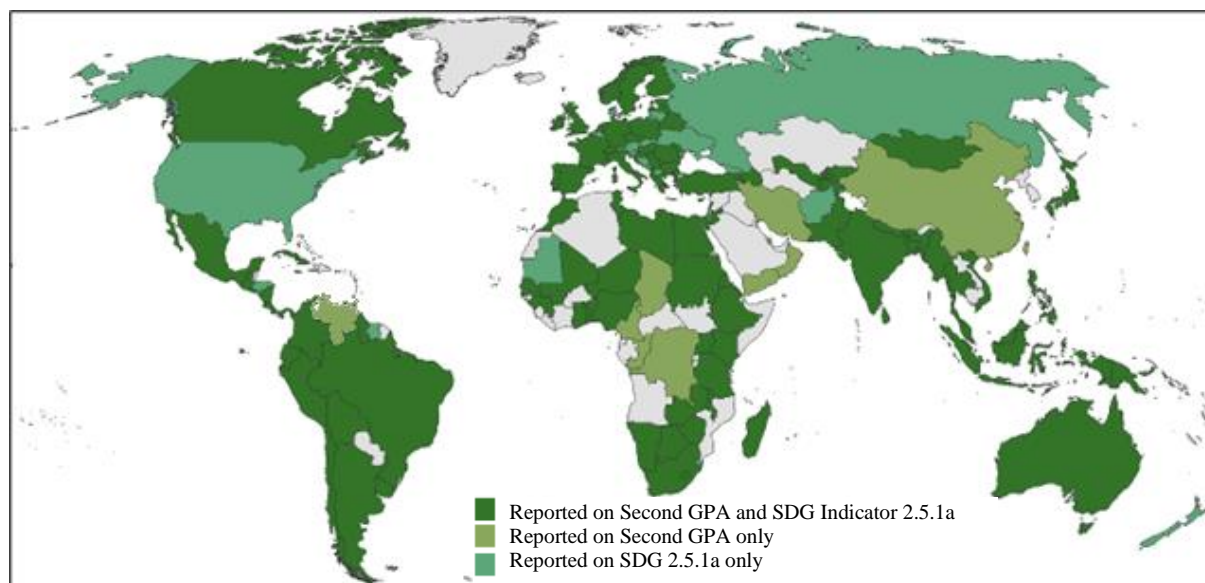 Reported on Second GPA and SDG Indicator 2.5.1a
Reported on Second GPA only
Reported on SDG 2.5.1a only